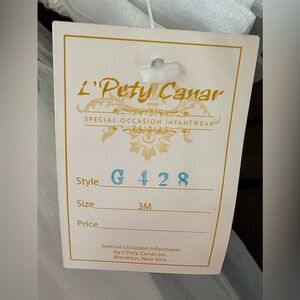 L'Pety Canar
SPECIAL OCCASION INFANTWEAR
Style G 428
Size 3M
Price
Special Occasion Infantwear
by L'Pety Canar, Inc.
Brooklyn, New York